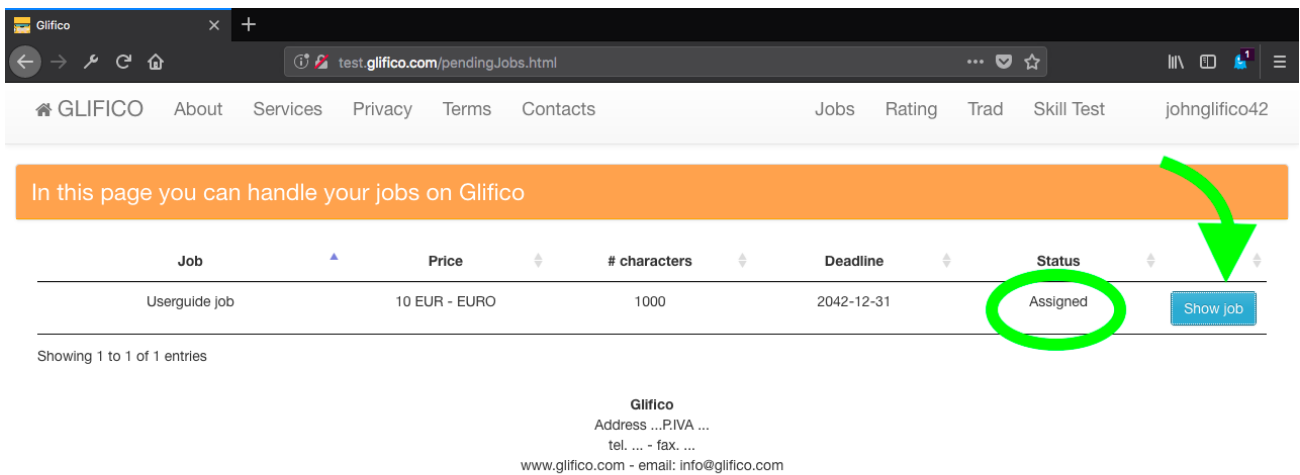 Glifico
test.glifico.com/pendingJobs.html
1
GLIFICO About Services Privacy Terms Contacts Jobs Rating Trad Skill Test johnglifico42
In this page you can handle your jobs on Glifico
Job Price # characters Deadline Status
Userguide job 10 EUR - EURO 1000 2042-12-31 Assigned Show job
Showing 1 to 1 of 1 entries
Glifico
Address ...P.IVA ...
tel. ... - fax. ...
www.glifico.com - email: info@glifico.com